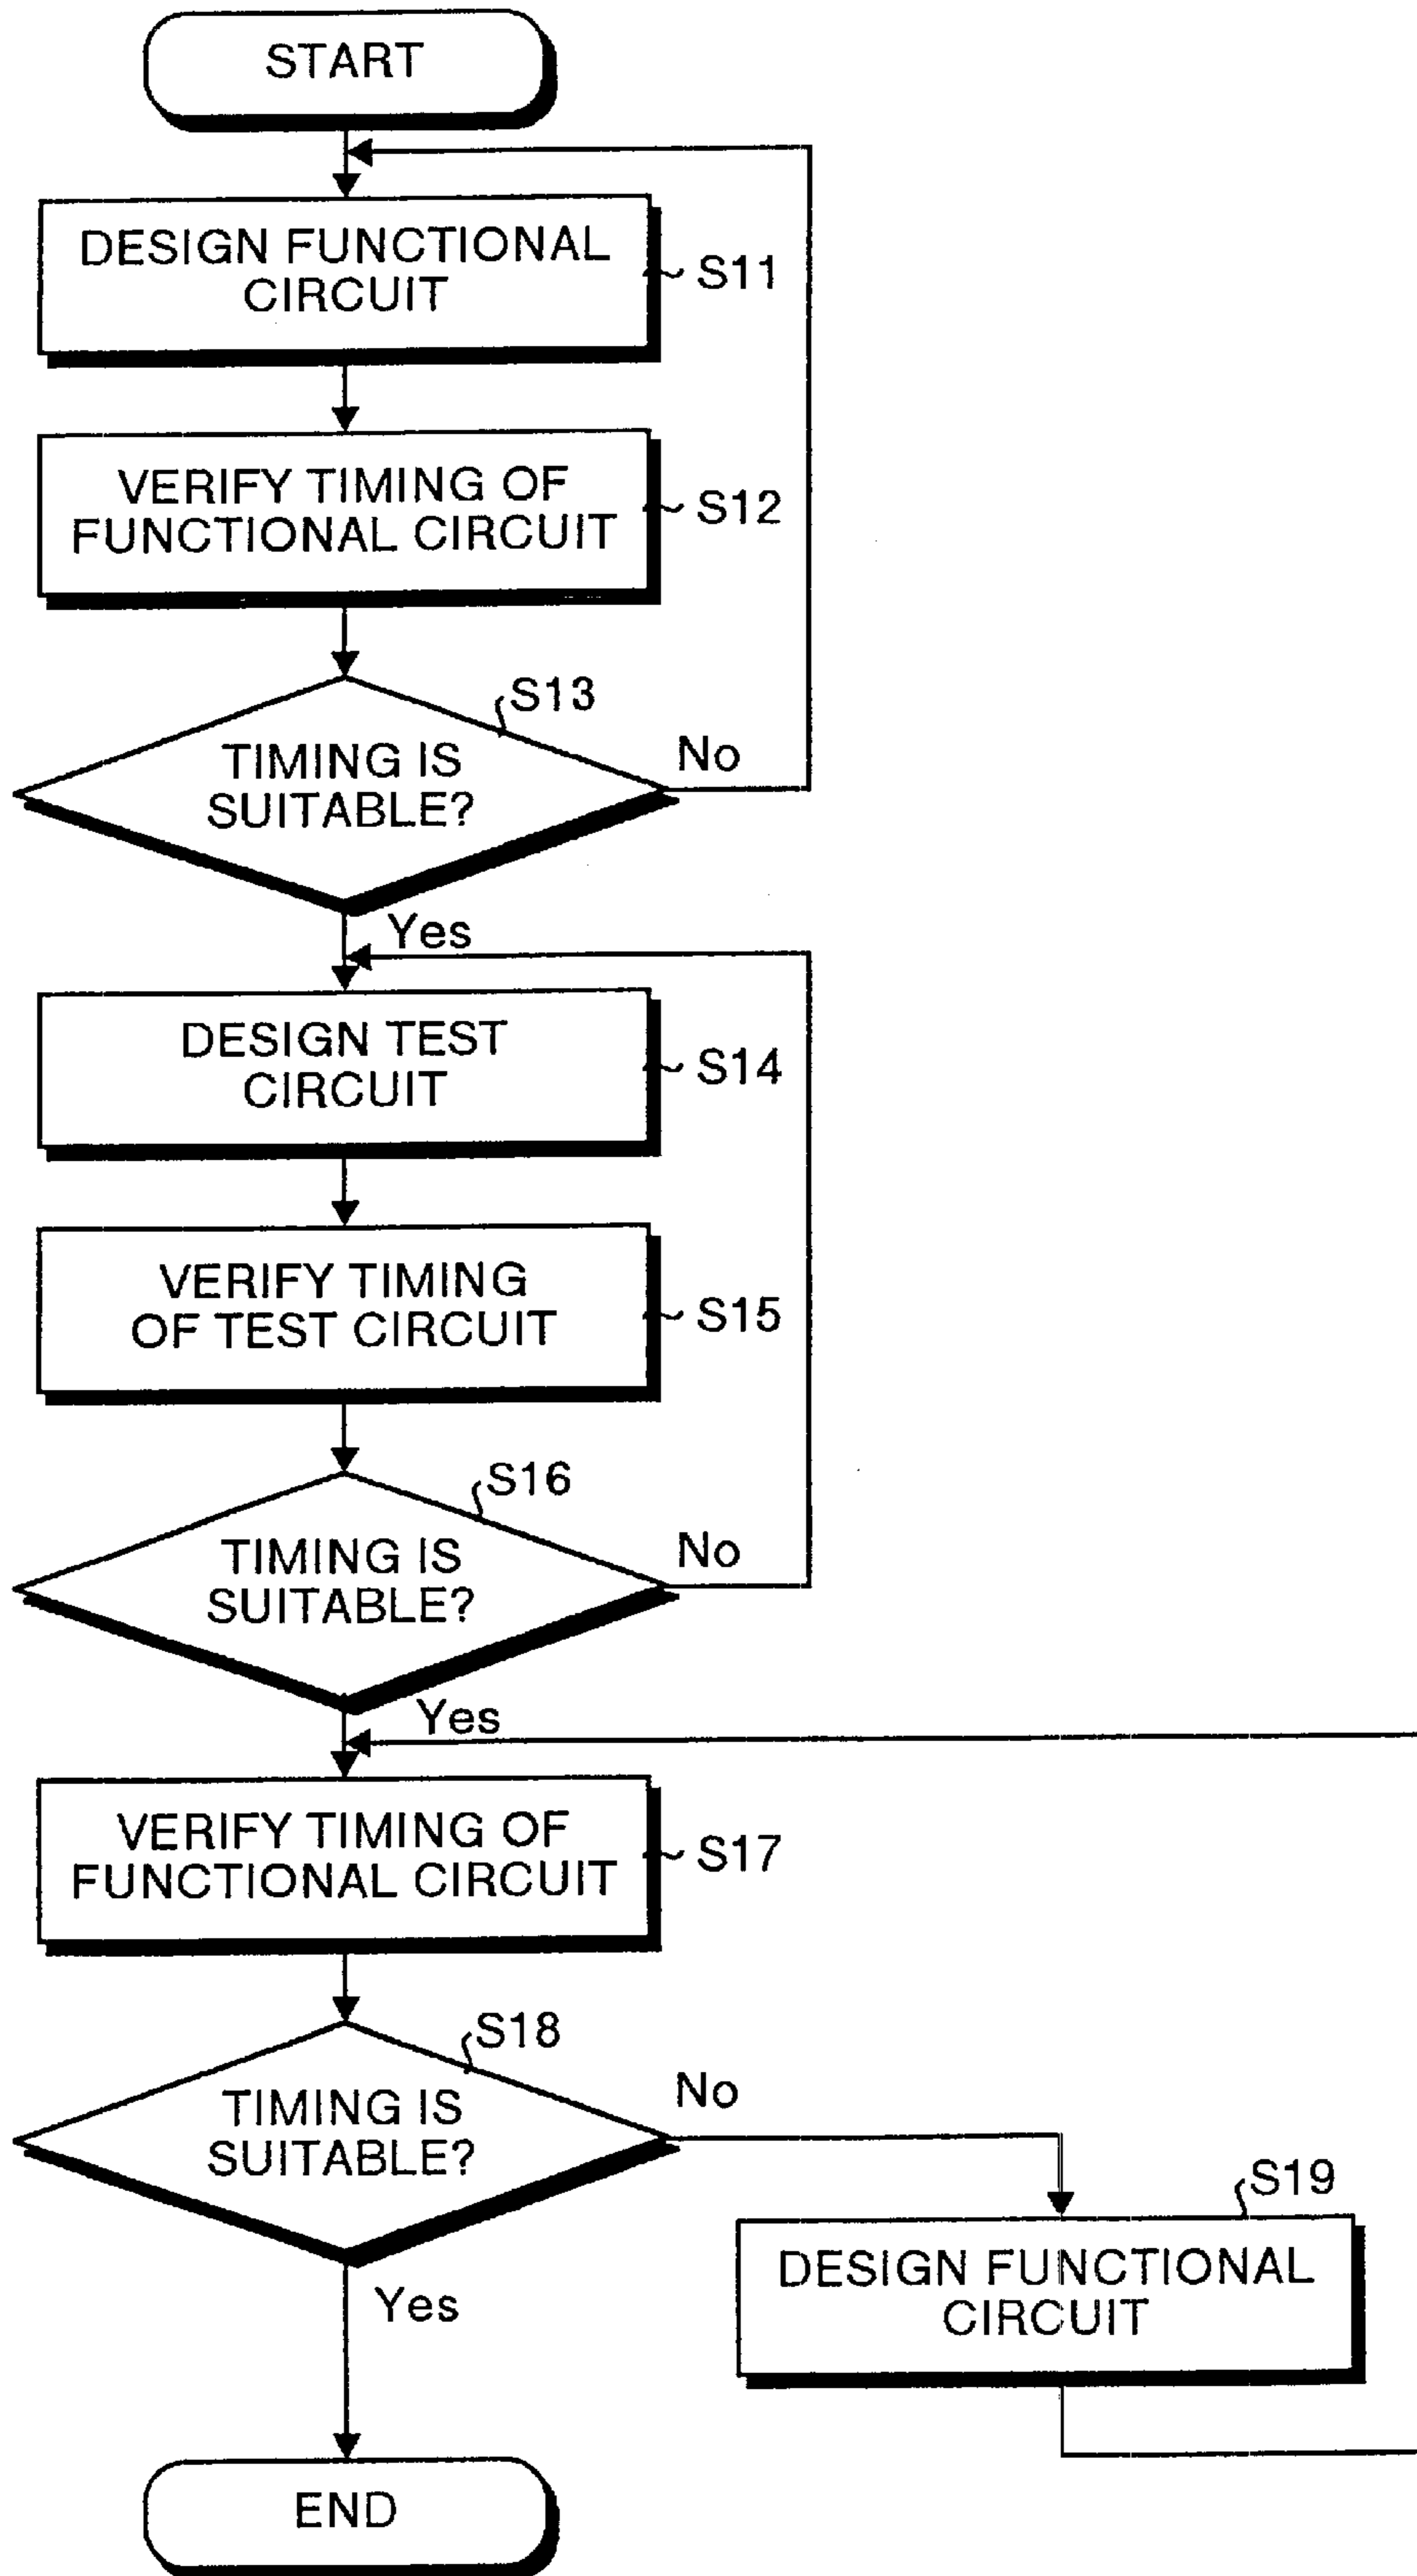 START
DESIGN FUNCTIONAL
CIRCUIT
S11
VERIFY TIMING OF
FUNCTIONAL CIRCUIT
S12
S13
TIMING IS
SUITABLE?
No
Yes
DESIGN TEST
CIRCUIT
S14
VERIFY TIMING
OF TEST CIRCUIT
S15
S16
TIMING IS
SUITABLE?
No
Yes
VERIFY TIMING OF
FUNCTIONAL CIRCUIT
S17
S18
TIMING IS
SUITABLE?
No
Yes
S19
DESIGN FUNCTIONAL
CIRCUIT
END